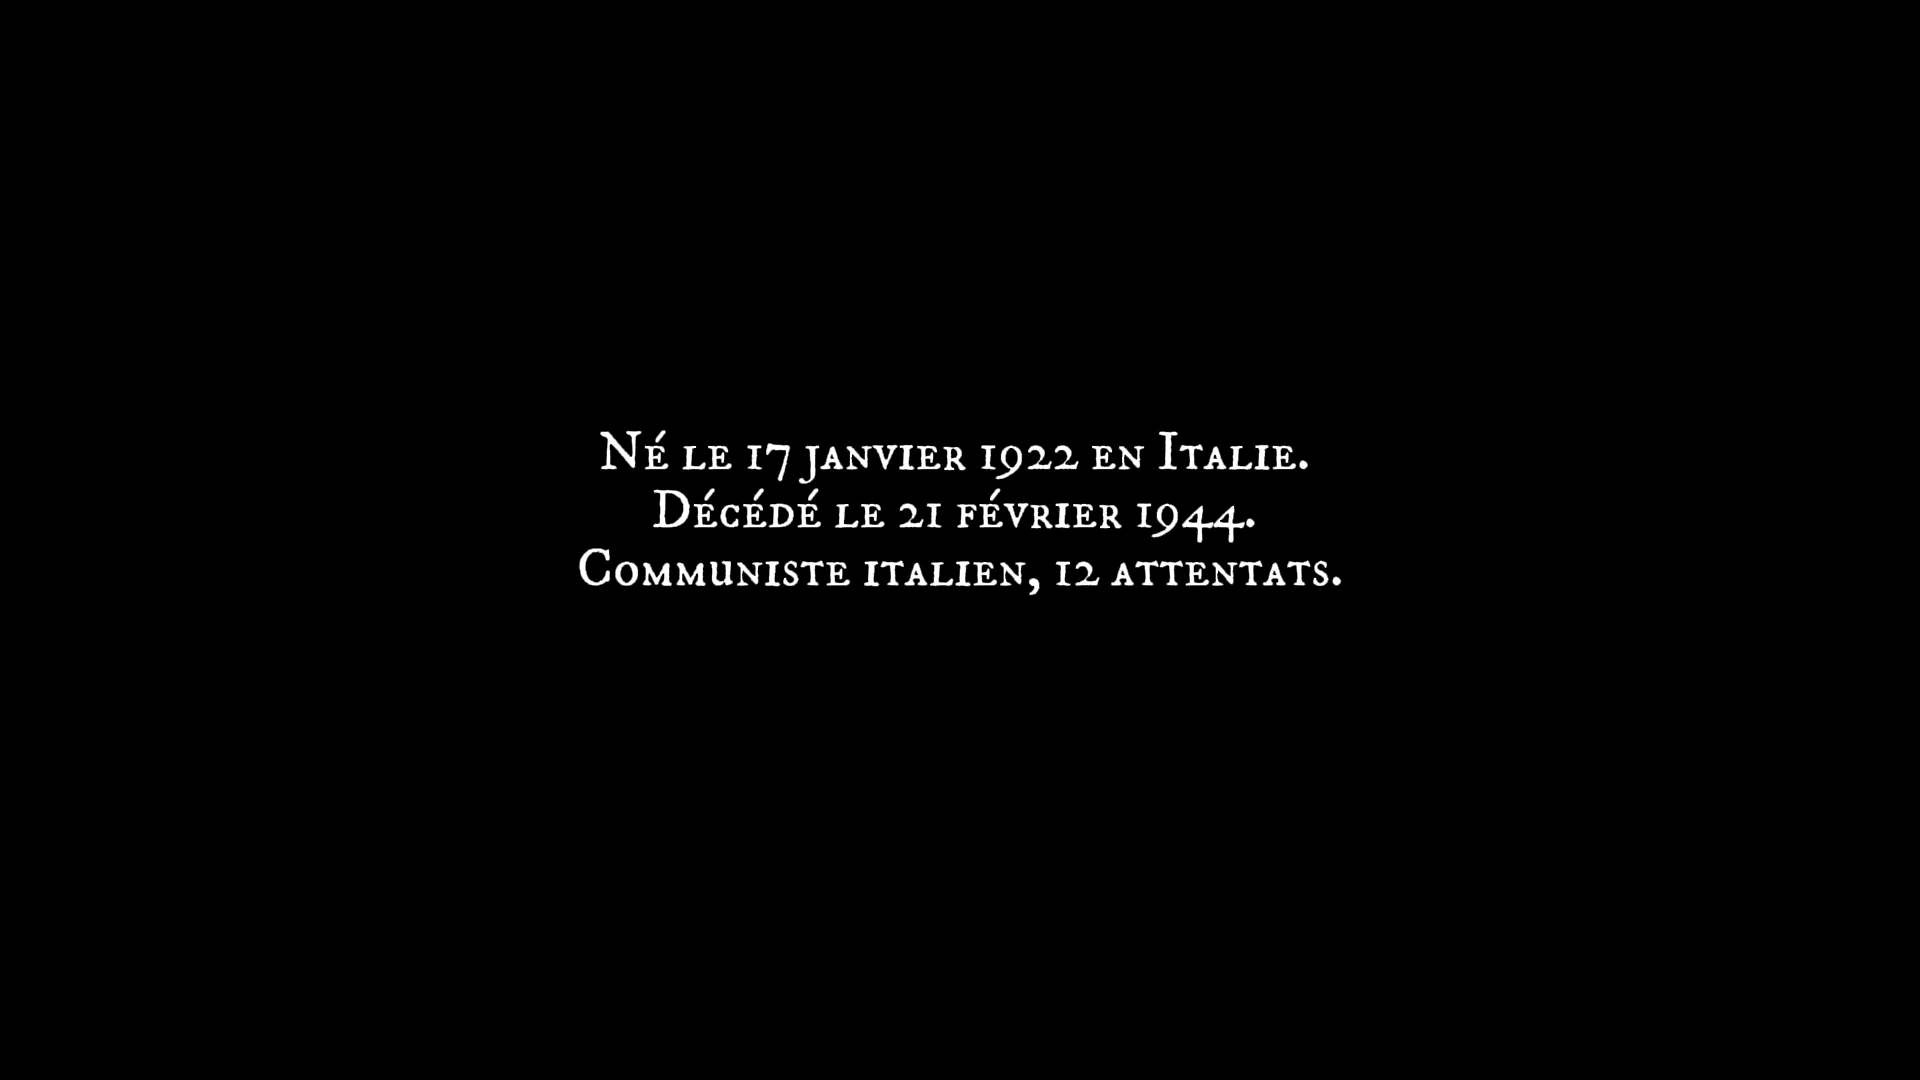 Né le 17 janvier 1922 en Italie.
Décédé le 21 février 1944.
Communiste italien, 12 attentats.